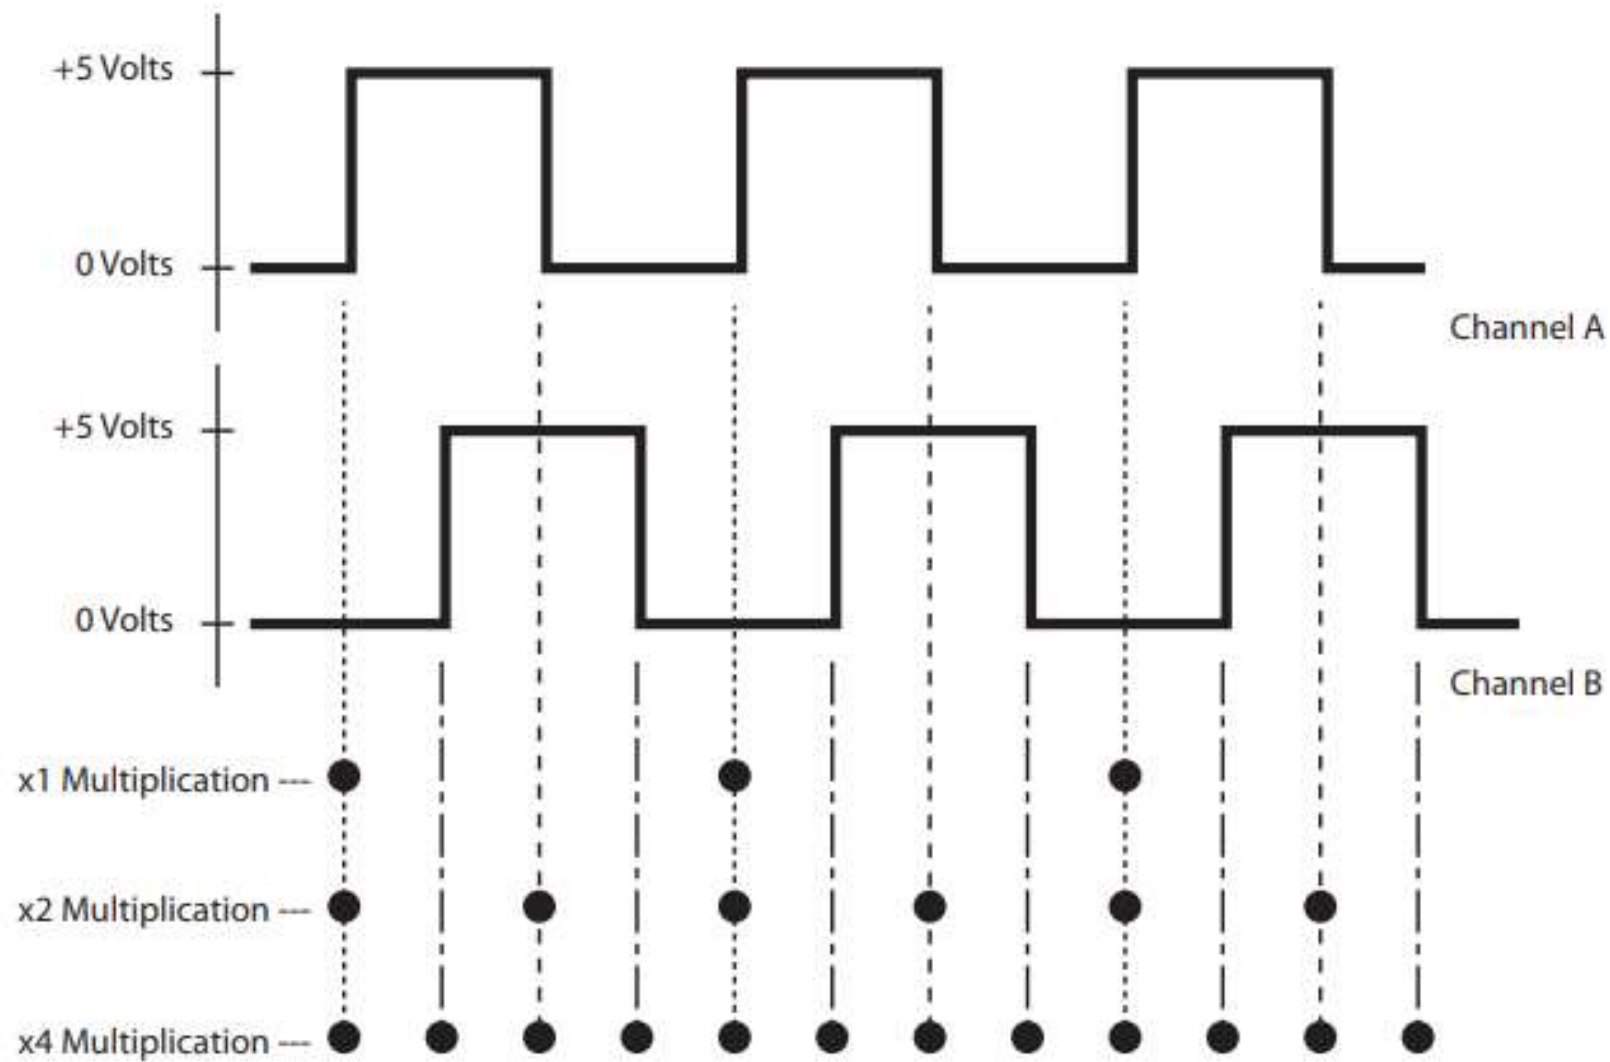 +5 Volts
0 Volts
Channel A
+5 Volts
0 Volts
Channel B
x1 Multiplication ---
x2 Multiplication ---
x4 Multiplication ---